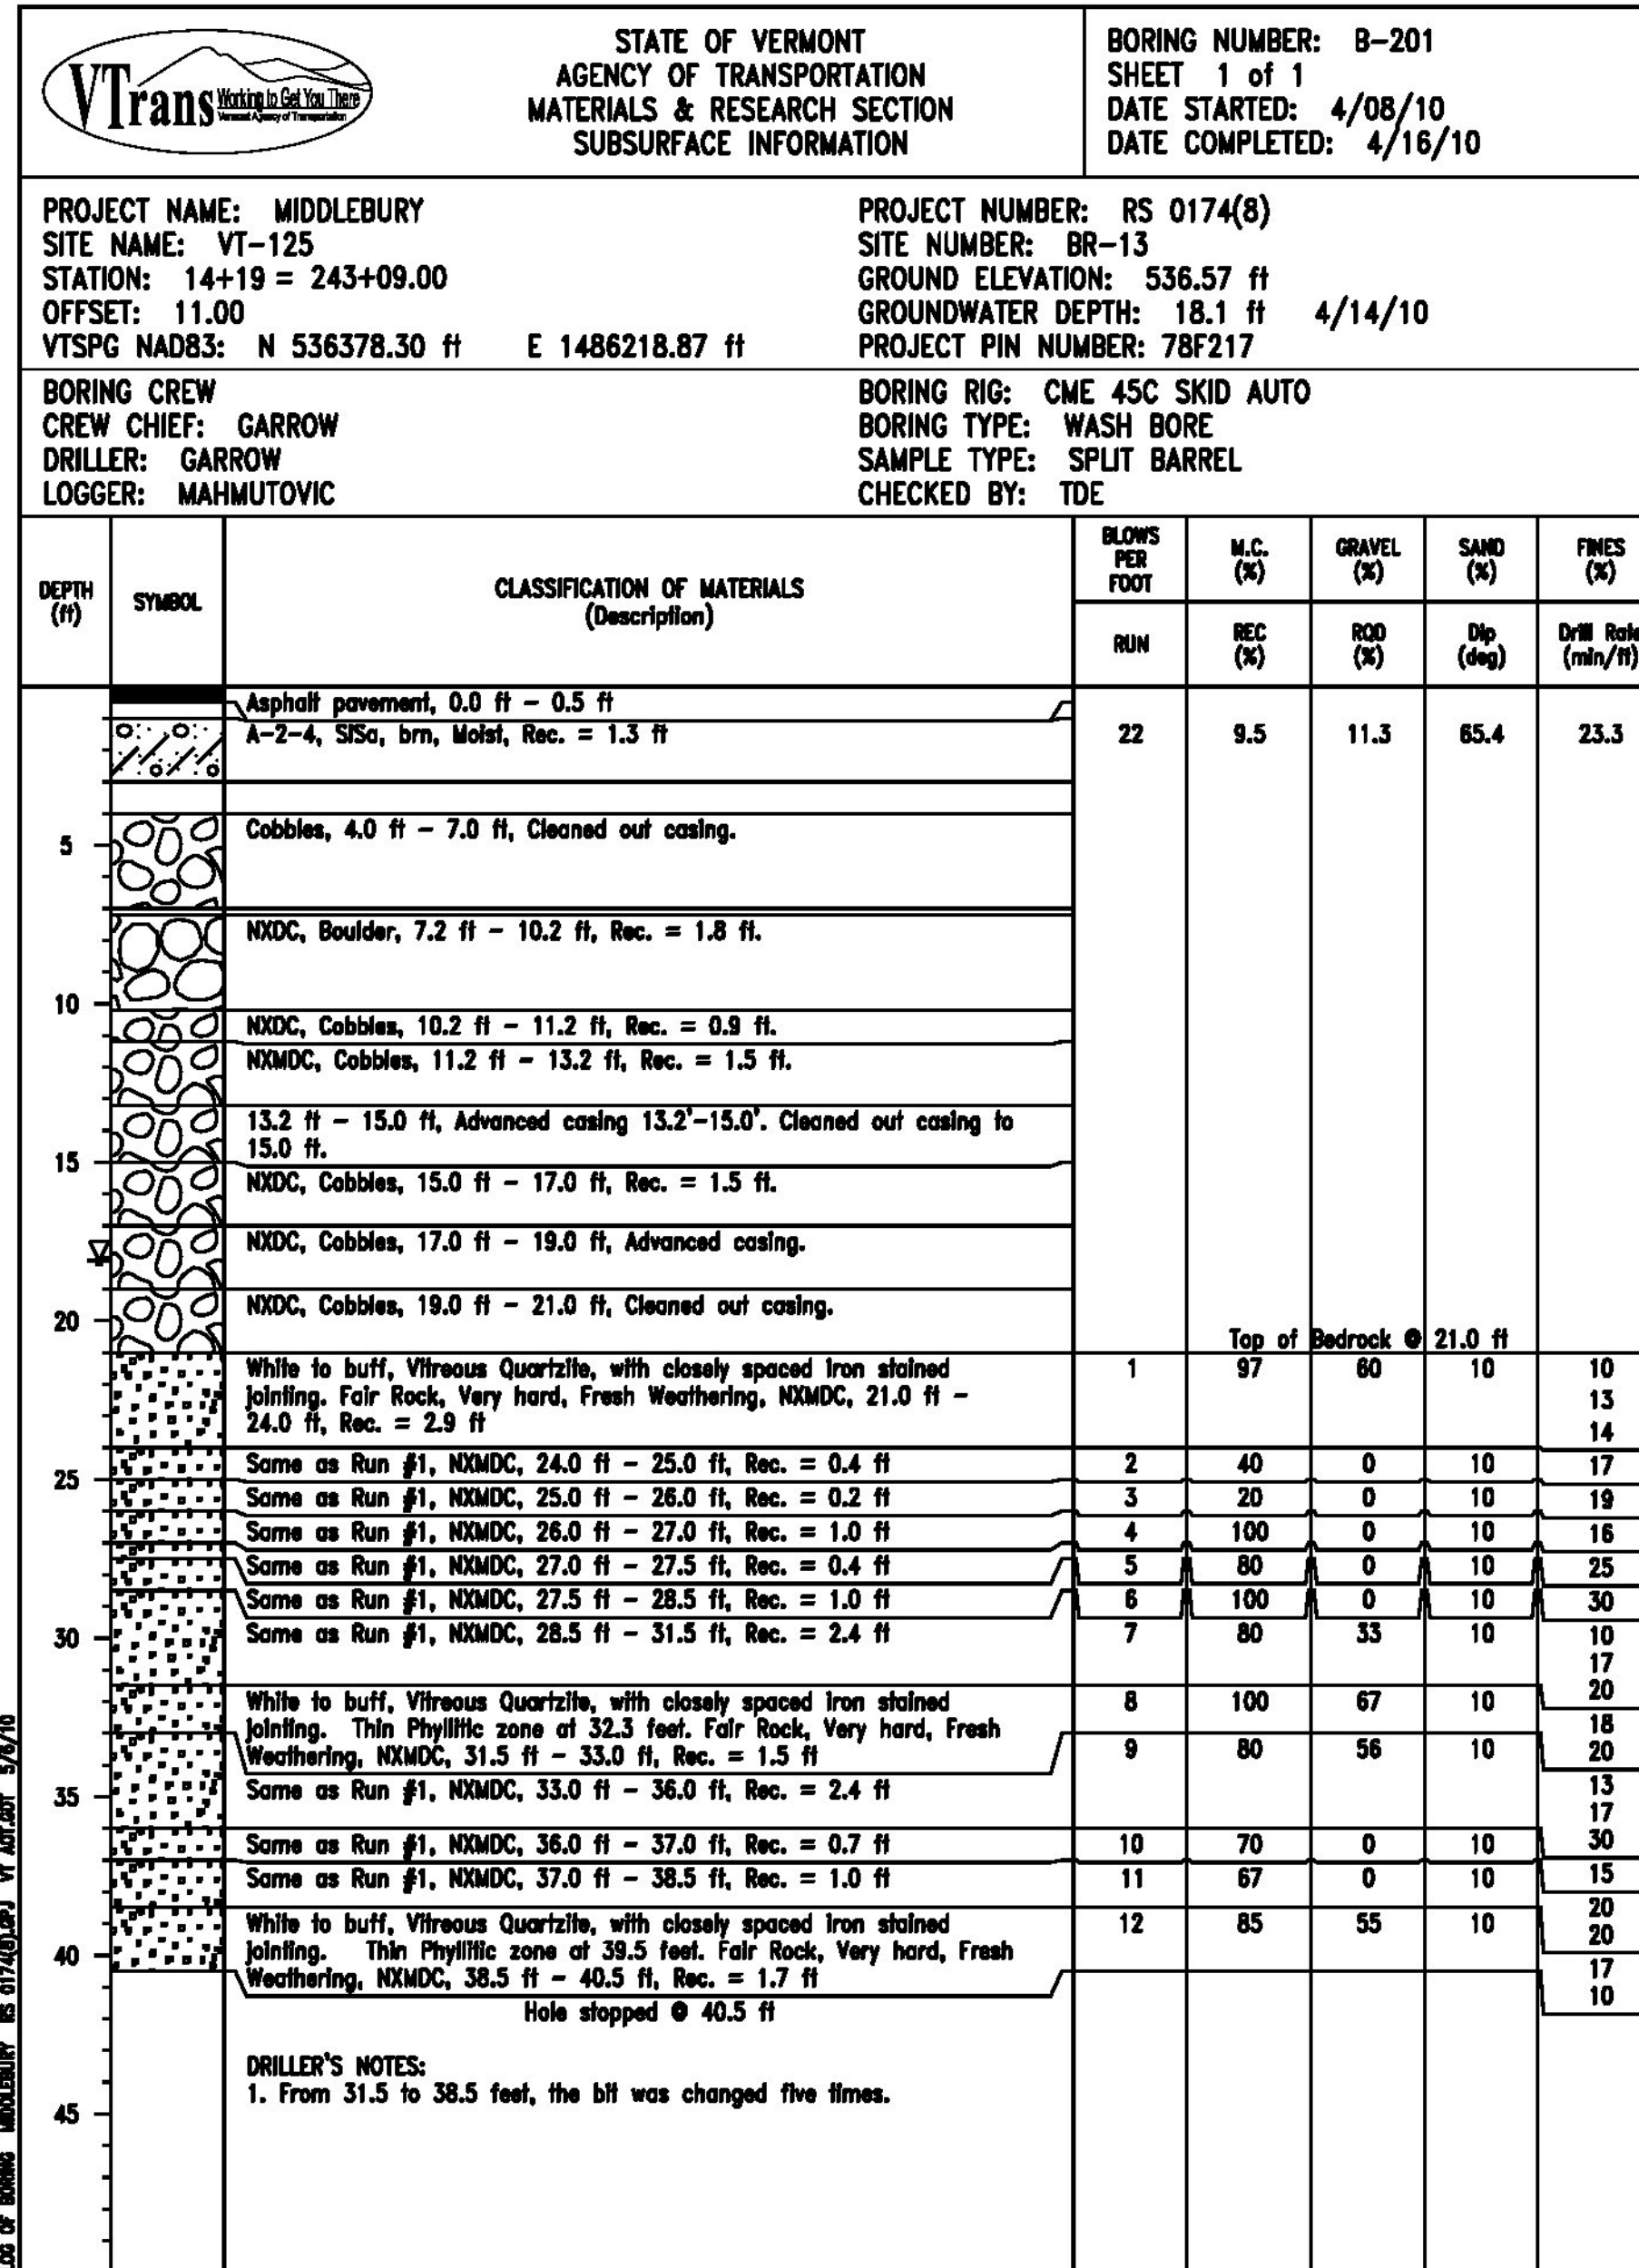 VTrans Working to Get You There
Vermont Agency of Transportation
STATE OF VERMONT
AGENCY OF TRANSPORTATION
MATERIALS & RESEARCH SECTION
SUBSURFACE INFORMATION
BORING NUMBER: B-201
SHEET 1 of 1
DATE STARTED: 4/08/10
DATE COMPLETED: 4/16/10
PROJECT NAME: MIDDLEBURY
SITE NAME: VT-125
STATION: 14+19 = 243+09.00
OFFSET: 11.00
VTSPG NAD83: N 536378.30 ft E 1486218.87 ft
PROJECT NUMBER: RS 0174(8)
SITE NUMBER: BR-13
GROUND ELEVATION: 536.57 ft
GROUNDWATER DEPTH: 18.1 ft 4/14/10
PROJECT PIN NUMBER: 78F217
BORING CREW
CREW CHIEF: GARROW
DRILLER: GARROW
LOGGER: MAHMUTOVIC
BORING RIG: CME 45C SKID AUTO
BORING TYPE: WASH BORE
SAMPLE TYPE: SPLIT BARREL
CHECKED BY: TDE
DEPTH (ft)
SYMBOL
CLASSIFICATION OF MATERIALS
(Description)
BLOWS PER FOOT
M.C. (%)
GRAVEL (%)
SAND (%)
FINES (%)
RUN
REC (%)
RQD (%)
Dip (deg)
Drill Rate (min/ft)
Asphalt pavement, 0.0 ft - 0.5 ft
A-2-4, SiSa, brn, Moist, Rec. = 1.3 ft 22 9.5 11.3 65.4 23.3
5 Cobbles, 4.0 ft - 7.0 ft, Cleaned out casing.
NXDC, Boulder, 7.2 ft - 10.2 ft, Rec. = 1.8 ft.
10
NXDC, Cobbles, 10.2 ft - 11.2 ft, Rec. = 0.9 ft.
NXMDC, Cobbles, 11.2 ft - 13.2 ft, Rec. = 1.5 ft.
13.2 ft - 15.0 ft, Advanced casing 13.2'-15.0'. Cleaned out casing to
15.0 ft.
15
NXDC, Cobbles, 15.0 ft - 17.0 ft, Rec. = 1.5 ft.
NXDC, Cobbles, 17.0 ft - 19.0 ft, Advanced casing.
NXDC, Cobbles, 19.0 ft - 21.0 ft, Cleaned out casing.
20
Top of Bedrock @ 21.0 ft
White to buff, Vitreous Quartzite, with closely spaced iron stained 1 97 60 10 10
jointing. Fair Rock, Very hard, Fresh Weathering, NXMDC, 21.0 ft - 13
24.0 ft, Rec. = 2.9 ft 14
Same as Run #1, NXMDC, 24.0 ft - 25.0 ft, Rec. = 0.4 ft 2 40 0 10 17
25
Same as Run #1, NXMDC, 25.0 ft - 26.0 ft, Rec. = 0.2 ft 3 20 0 10 19
Same as Run #1, NXMDC, 26.0 ft - 27.0 ft, Rec. = 1.0 ft 4 100 0 10 16
Same as Run #1, NXMDC, 27.0 ft - 27.5 ft, Rec. = 0.4 ft 5 80 0 10 25
Same as Run #1, NXMDC, 27.5 ft - 28.5 ft, Rec. = 1.0 ft 6 100 0 10 30
30 Same as Run #1, NXMDC, 28.5 ft - 31.5 ft, Rec. = 2.4 ft 7 80 33 10 10
17
20
White to buff, Vitreous Quartzite, with closely spaced iron stained 8 100 67 10
jointing. Thin Phyllitic zone at 32.3 feet. Fair Rock, Very hard, Fresh 18
Weathering, NXMDC, 31.5 ft - 33.0 ft, Rec. = 1.5 ft 9 80 56 10 20
35 Same as Run #1, NXMDC, 33.0 ft - 36.0 ft, Rec. = 2.4 ft 13
17
Same as Run #1, NXMDC, 36.0 ft - 37.0 ft, Rec. = 0.7 ft 10 70 0 10 30
Same as Run #1, NXMDC, 37.0 ft - 38.5 ft, Rec. = 1.0 ft 11 67 0 10 15
20
White to buff, Vitreous Quartzite, with closely spaced iron stained 12 85 55 10 20
40 jointing. Thin Phyllitic zone at 39.5 feet. Fair Rock, Very hard, Fresh
Weathering, NXMDC, 38.5 ft - 40.5 ft, Rec. = 1.7 ft 17
10
Hole stopped @ 40.5 ft
DRILLER'S NOTES:
1. From 31.5 to 38.5 feet, the bit was changed five times.
45
LOG OF BORING MIDDLEBURY RS 0174(8).GPJ VT AOT.GDT 5/6/10